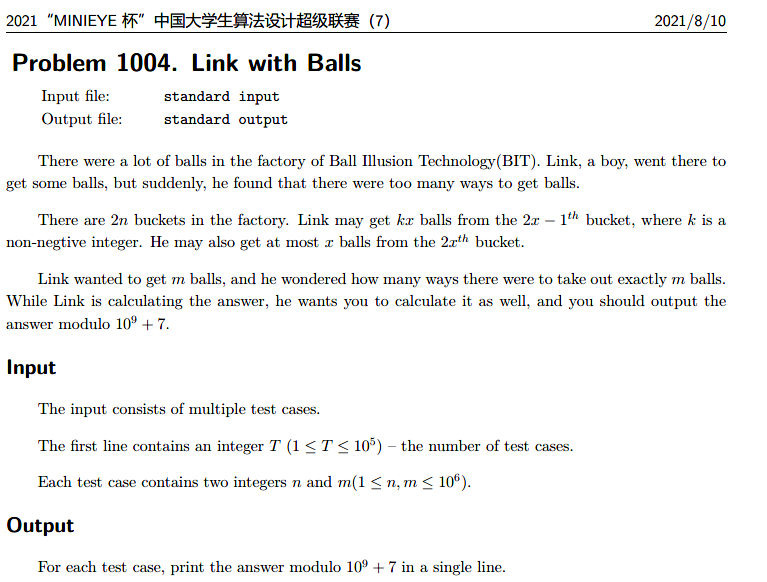 2021 “MINIEYE 杯” 中国大学生算法设计超级联赛（7） 2021/8/10
Problem 1004. Link with Balls
Input file: standard input
Output file: standard output
There were a lot of balls in the factory of Ball Illusion Technology(BIT). Link, a boy, went there to
get some balls, but suddenly, he found that there were too many ways to get balls.
There are 2n buckets in the factory. Link may get kx balls from the 2x − 1^th bucket, where k is a
non-negtive integer. He may also get at most x balls from the 2x^th bucket.
Link wanted to get m balls, and he wondered how many ways there were to take out exactly m balls.
While Link is calculating the answer, he wants you to calculate it as well, and you should output the
answer modulo 10^9 + 7.
Input
The input consists of multiple test cases.
The first line contains an integer T (1 ≤ T ≤ 10^5) – the number of test cases.
Each test case contains two integers n and m(1 ≤ n, m ≤ 10^6).
Output
For each test case, print the answer modulo 10^9 + 7 in a single line.